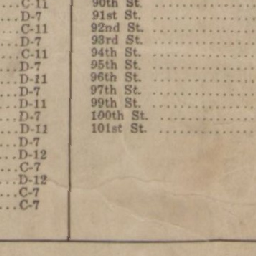 ...C-11
...D-7
...C-11
...D-7
...C-11
...D-7
...D-11
...D-7
...D-11
...D-7
...D-11
...D-7
...D-12
...C-7
...D-12
...C-7
...C-7
90th St. ..........
91st St. ..........
92nd St. ..........
93rd St. ..........
94th St. ..........
95th St. ..........
96th St. ..........
97th St. ..........
99th St. ..........
100th St. ..........
101st St. ..........